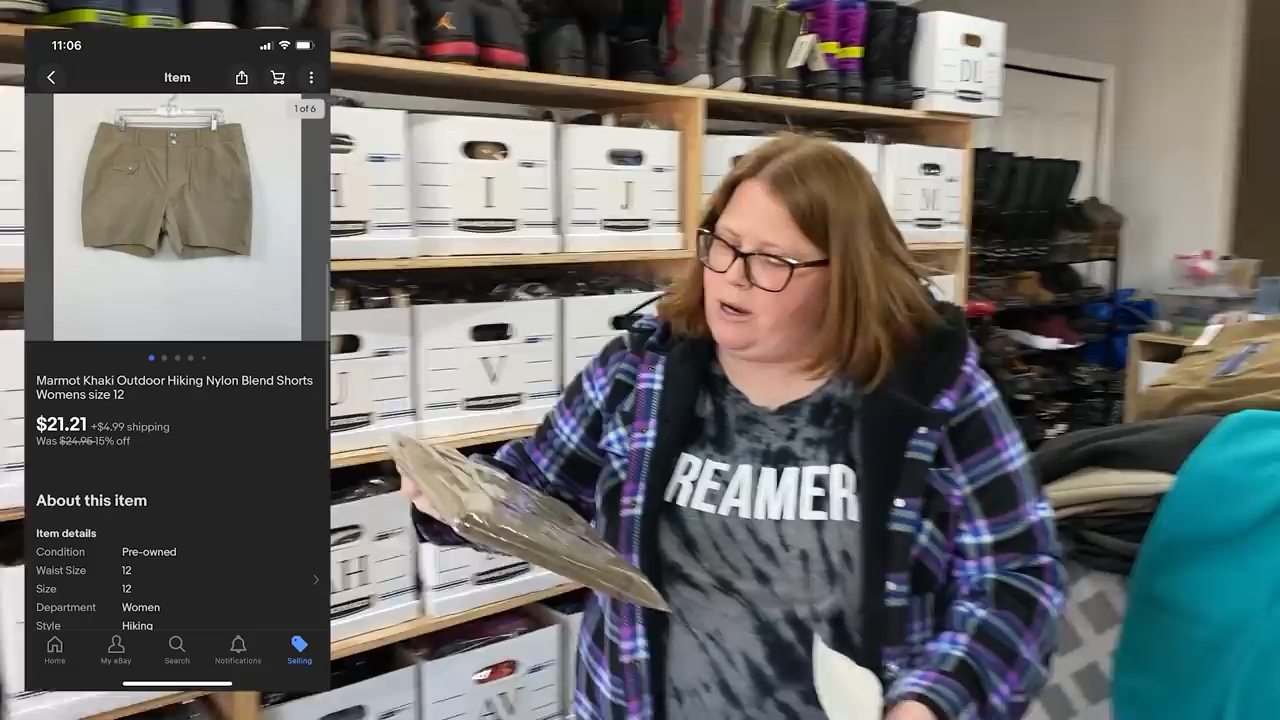 11:06
Item
1 of 6
Marmot Khaki Outdoor Hiking Nylon Blend Shorts
Womens size 12
$21.21 +$4.99 shipping
Was $24.95 15% off
About this item
Item details
Condition Pre-owned
Waist Size 12
Size 12
Department Women
Style Hiking
Home
My eBay
Search
Notifications
Selling
DL
I
J
M
U
V
AH
AV
REAMER